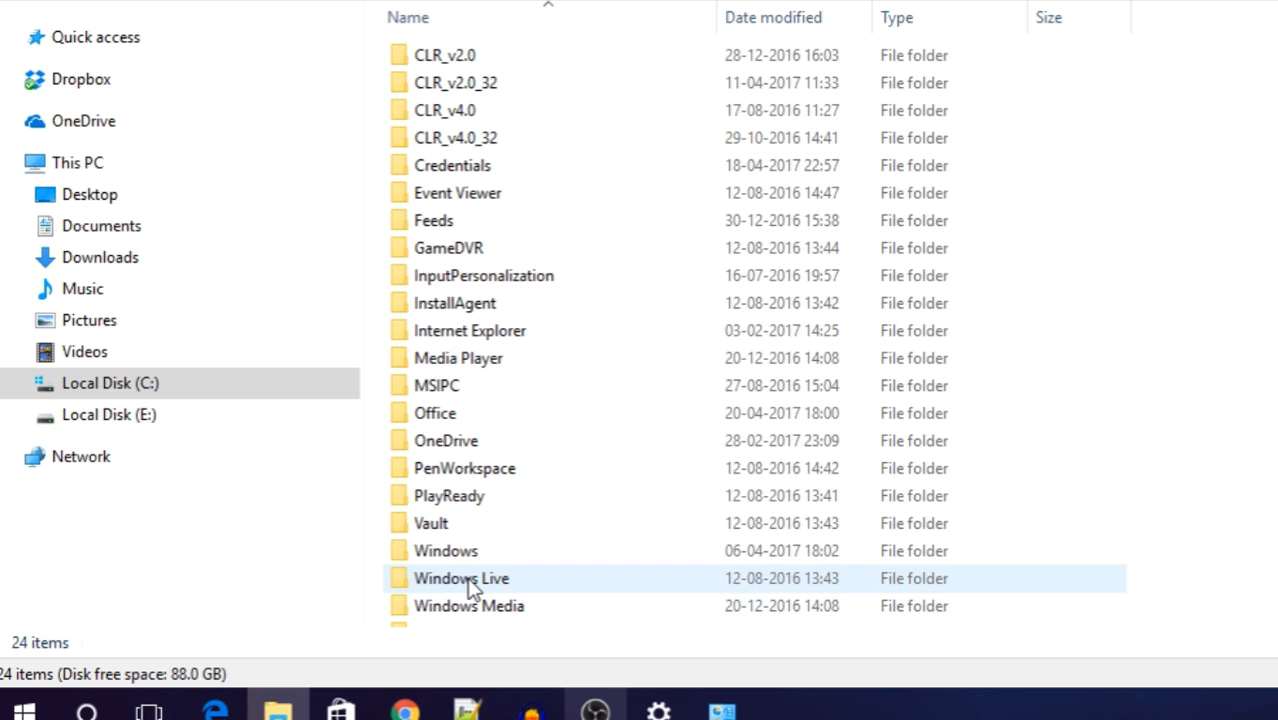 Name Date modified Type Size
Quick access
Dropbox
OneDrive
This PC
Desktop
Documents
Downloads
Music
Pictures
Videos
Local Disk (C:)
Local Disk (E:)
Network
CLR_v2.0 28-12-2016 16:03 File folder
CLR_v2.0_32 11-04-2017 11:33 File folder
CLR_v4.0 17-08-2016 11:27 File folder
CLR_v4.0_32 29-10-2016 14:41 File folder
Credentials 18-04-2017 22:57 File folder
Event Viewer 12-08-2016 14:47 File folder
Feeds 30-12-2016 15:38 File folder
GameDVR 12-08-2016 13:44 File folder
InputPersonalization 16-07-2016 19:57 File folder
InstallAgent 12-08-2016 13:42 File folder
Internet Explorer 03-02-2017 14:25 File folder
Media Player 20-12-2016 14:08 File folder
MSIPC 27-08-2016 15:04 File folder
Office 20-04-2017 18:00 File folder
OneDrive 28-02-2017 23:09 File folder
PenWorkspace 12-08-2016 14:42 File folder
PlayReady 12-08-2016 13:41 File folder
Vault 12-08-2016 13:43 File folder
Windows 06-04-2017 18:02 File folder
Windows Live 12-08-2016 13:43 File folder
Windows Media 20-12-2016 14:08 File folder
24 items
24 items (Disk free space: 88.0 GB)